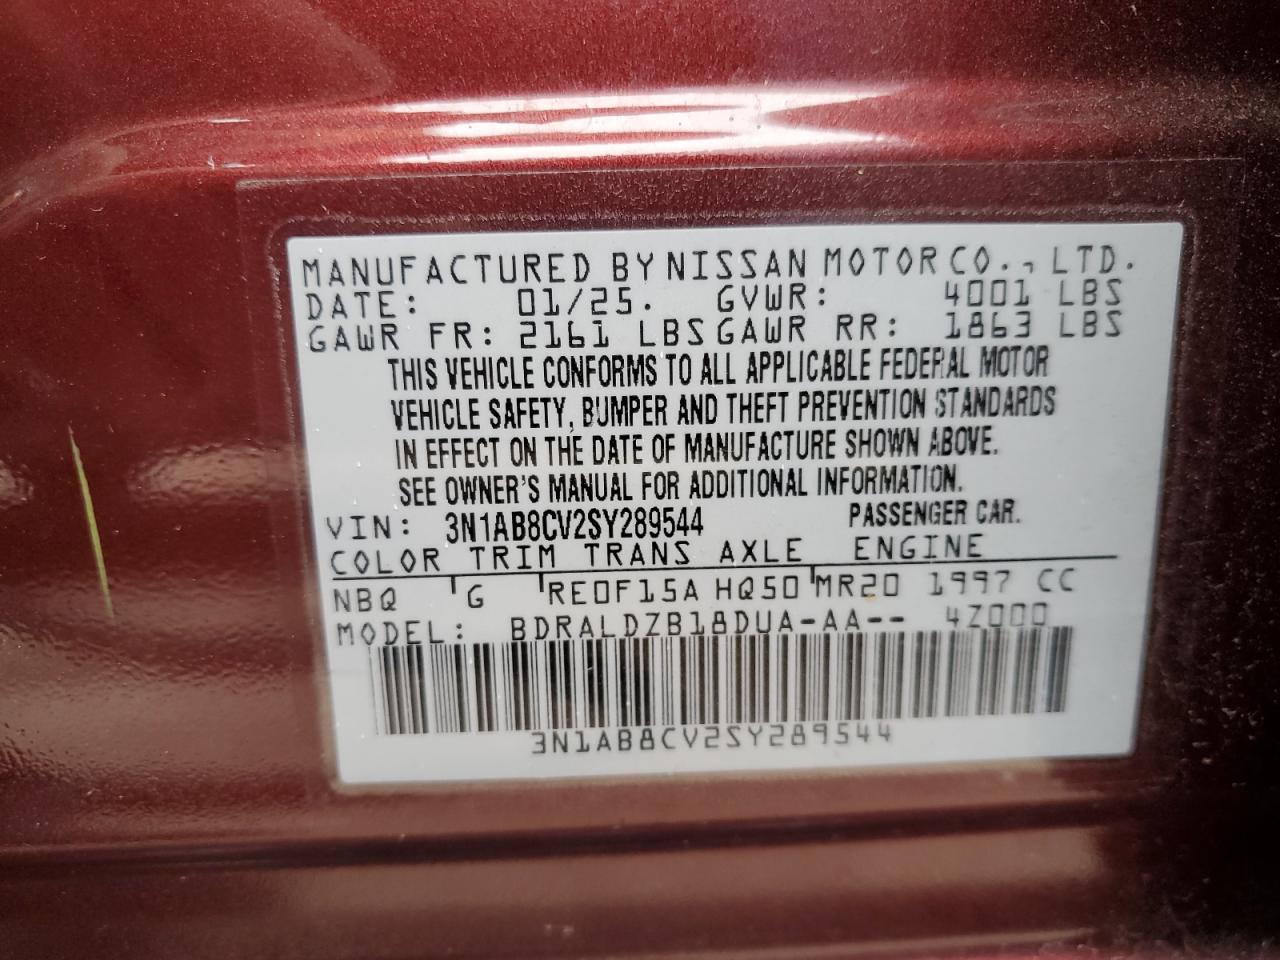 MANUFACTURED BY NISSAN MOTOR CO., LTD.
DATE: 01/25. GVWR: 4001 LBS
GAWR FR: 2161 LBS GAWR RR: 1863 LBS
THIS VEHICLE CONFORMS TO ALL APPLICABLE FEDERAL MOTOR
VEHICLE SAFETY, BUMPER AND THEFT PREVENTION STANDARDS
IN EFFECT ON THE DATE OF MANUFACTURE SHOWN ABOVE.
SEE OWNER'S MANUAL FOR ADDITIONAL INFORMATION.
VIN: 3N1AB8CV2SY289544 PASSENGER CAR.
COLOR TRIM TRANS AXLE ENGINE
NBQ G RE0F15A HQ50 MR20 1997 CC
MODEL: BDRALDZB18DUA-AA-- 4Z000
3N1AB8CV2SY289544